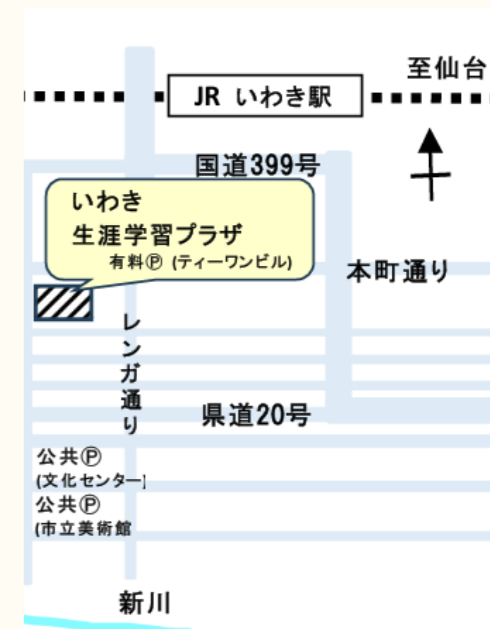 至仙台
JR いわき駅
国道399号
いわき
生涯学習プラザ
有料Ⓟ (ティーワンビル)
本町通り
レンガ通り
県道20号
公共Ⓟ
(文化センター)
公共Ⓟ
(市立美術館
新川